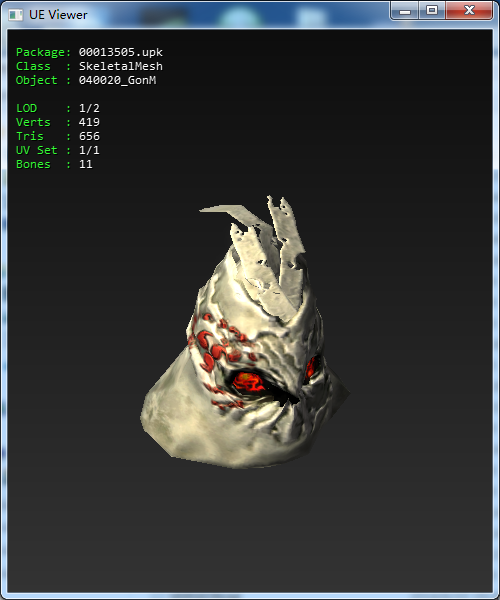 UE Viewer
Package: 00013505.upk
Class  : SkeletalMesh
Object : 040020_GonM
LOD    : 1/2
Verts  : 419
Tris   : 656
UV Set : 1/1
Bones  : 11